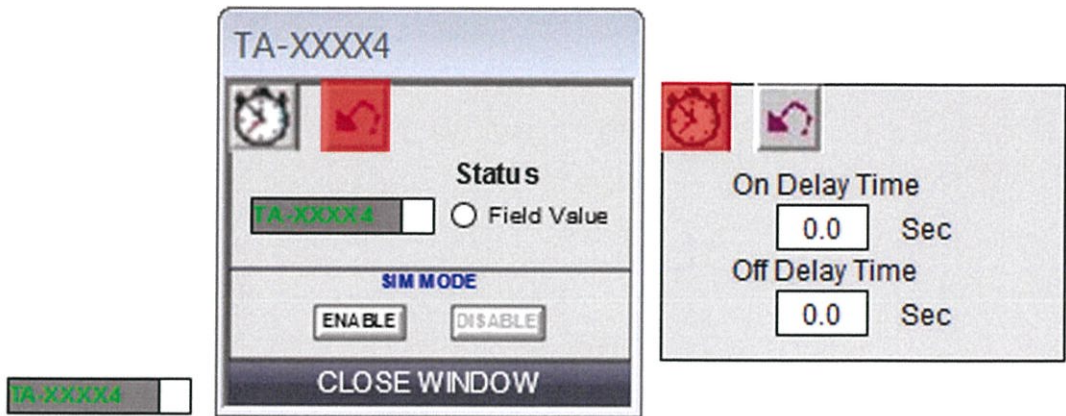 TA-XXXX4
Status
TA-XXXX4
Field Value
SIM MODE
ENABLE DISABLE
CLOSE WINDOW
On Delay Time
0.0 Sec
Off Delay Time
0.0 Sec
TA-XXXX4